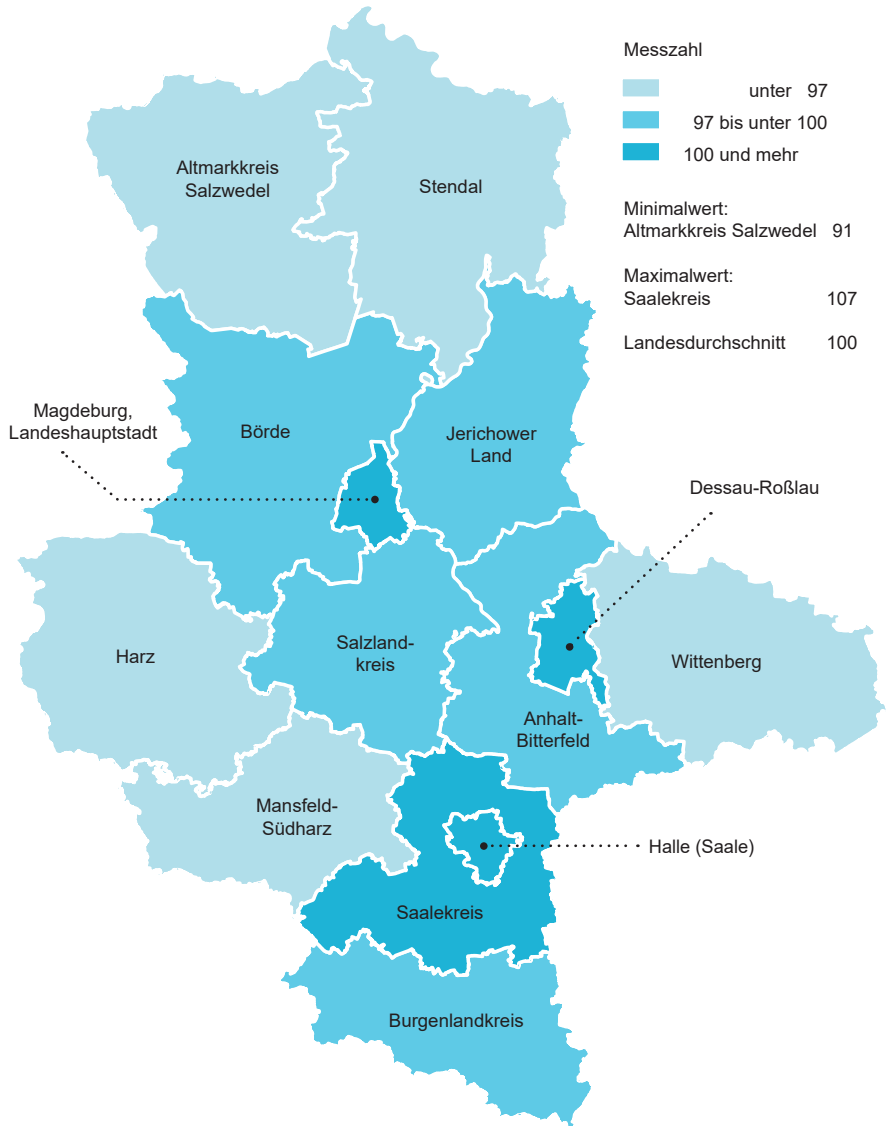 Messzahl
unter 97
97 bis unter 100
100 und mehr
Minimalwert:
Altmarkkreis Salzwedel 91
Maximalwert:
Saalekreis 107
Landesdurchschnitt 100
Altmarkkreis
Salzwedel
Stendal
Magdeburg,
Landeshauptstadt
Börde
Jerichower
Land
Dessau-Roßlau
Harz
Salzland-
kreis
Wittenberg
Anhalt-
Bitterfeld
Mansfeld-
Südharz
Halle (Saale)
Saalekreis
Burgenlandkreis